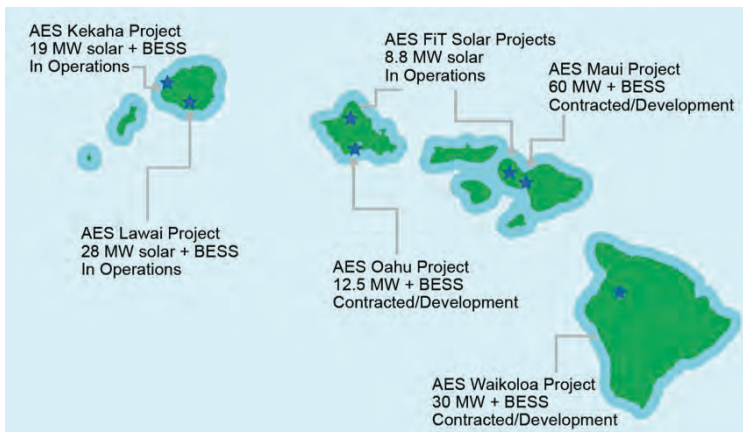 AES Kekaha Project
19 MW solar + BESS
In Operations
AES FiT Solar Projects
8.8 MW solar
In Operations
AES Maui Project
60 MW + BESS
Contracted/Development
AES Lawai Project
28 MW solar + BESS
In Operations
AES Oahu Project
12.5 MW + BESS
Contracted/Development
AES Waikoloa Project
30 MW + BESS
Contracted/Development